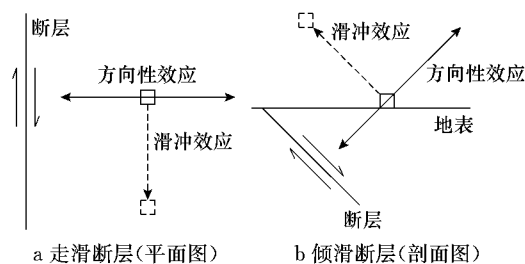 断层
方向性效应
滑冲效应
a 走滑断层(平面图)
滑冲效应
方向性效应
地表
断层
b 倾滑断层(剖面图)